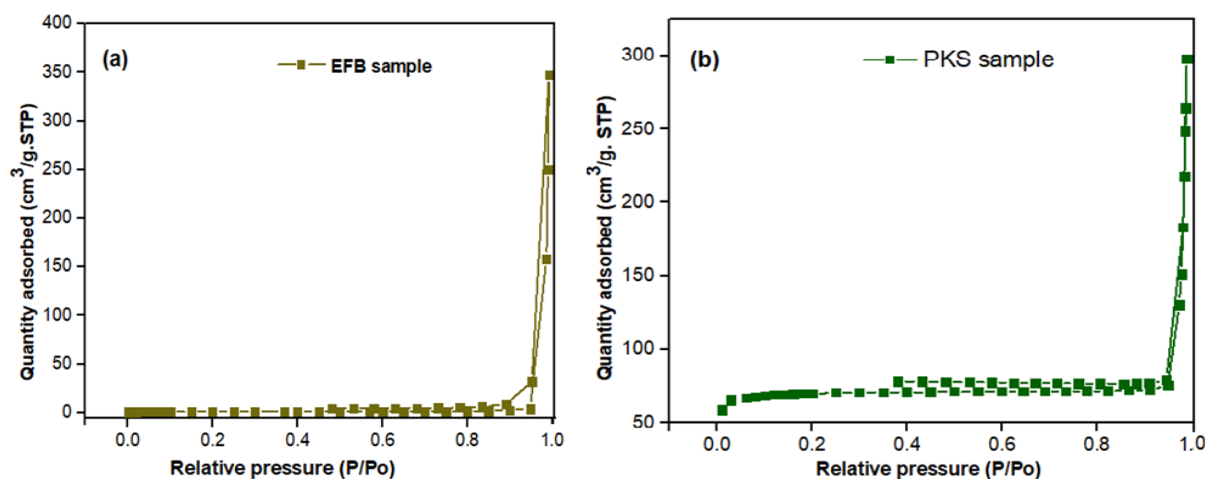 (a)
EFB sample
Quantity adsorbed (cm³/g.STP)
400
350
300
250
200
150
100
50
0
0.0 0.2 0.4 0.6 0.8 1.0
Relative pressure (P/Po)
(b)
PKS sample
Quantity adsorbed (cm³/g. STP)
300
250
200
150
100
50
0.0 0.2 0.4 0.6 0.8 1.0
Relative pressure (P/Po)